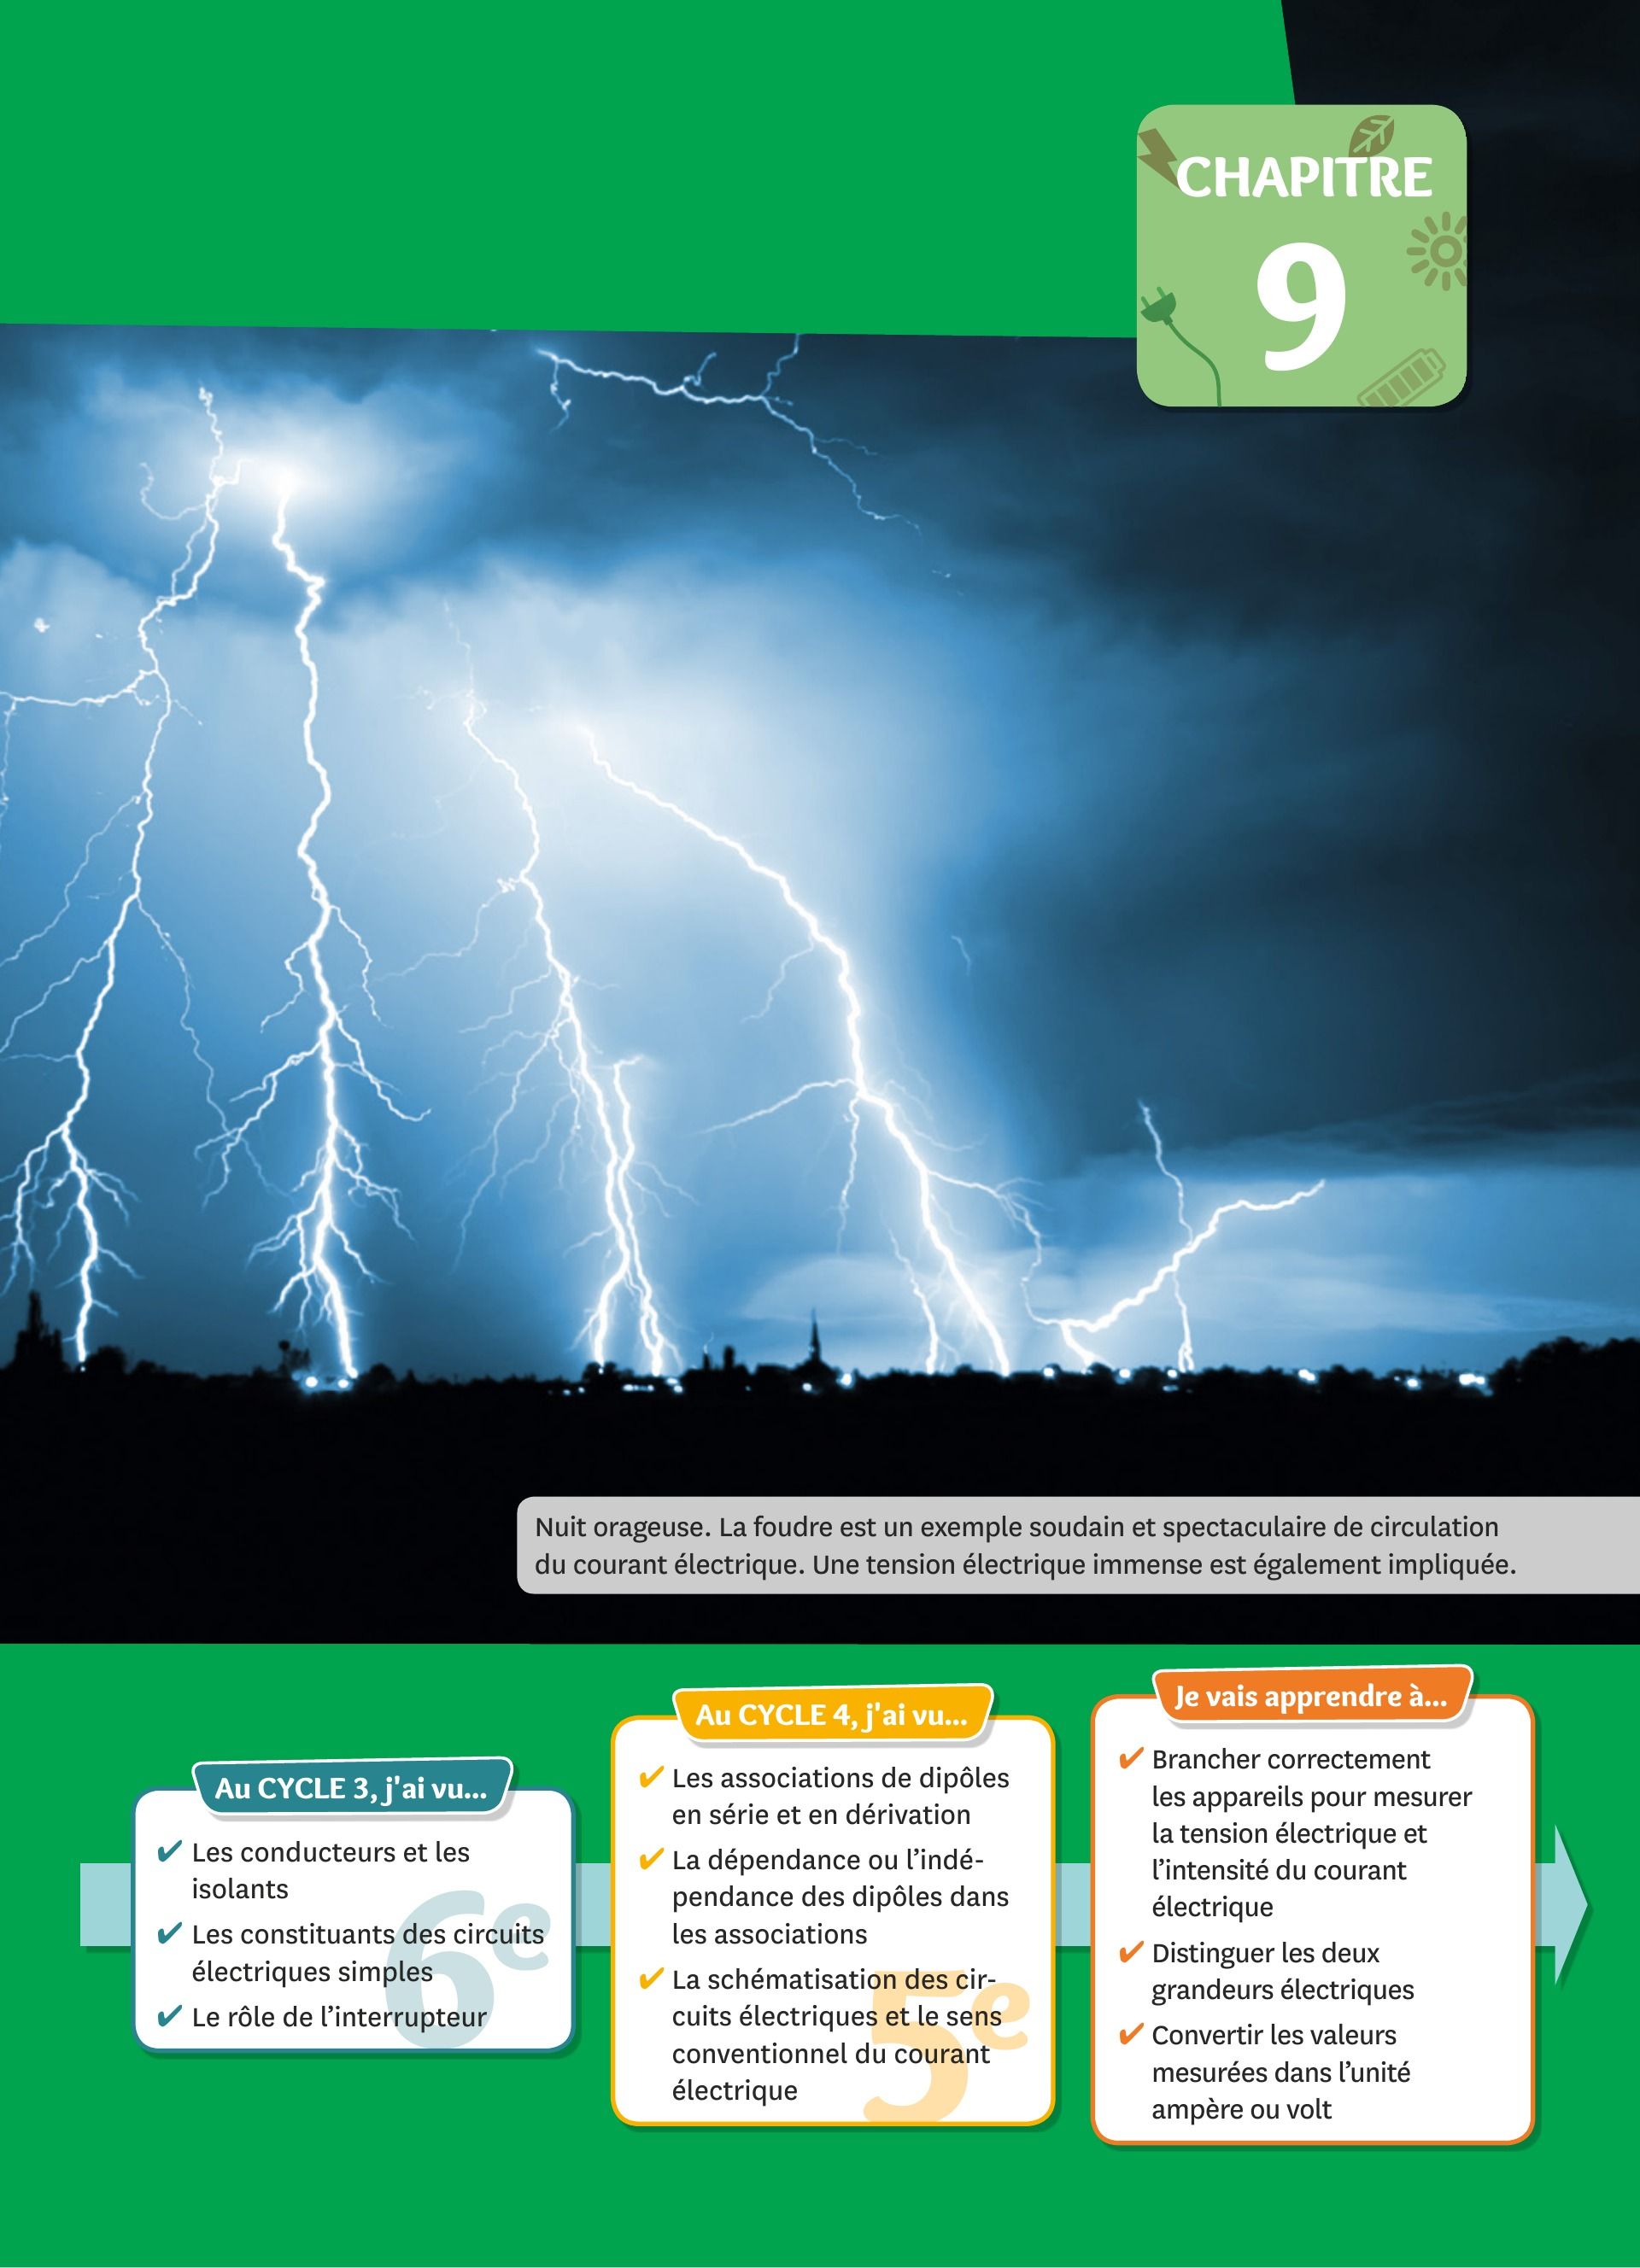 CHAPITRE
9
Nuit orageuse. La foudre est un exemple soudain et spectaculaire de circulation
du courant électrique. Une tension électrique immense est également impliquée.
Au CYCLE 3, j'ai vu...
✔ Les conducteurs et les
isolants
✔ Les constituants des circuits
électriques simples
✔ Le rôle de l'interrupteur
6e
Au CYCLE 4, j'ai vu...
✔ Les associations de dipôles
en série et en dérivation
✔ La dépendance ou l'indé-
pendance des dipôles dans
les associations
✔ La schématisation des cir-
cuits électriques et le sens
conventionnel du courant
électrique
5e
Je vais apprendre à...
✔ Brancher correctement
les appareils pour mesurer
la tension électrique et
l'intensité du courant
électrique
✔ Distinguer les deux
grandeurs électriques
✔ Convertir les valeurs
mesurées dans l'unité
ampère ou volt